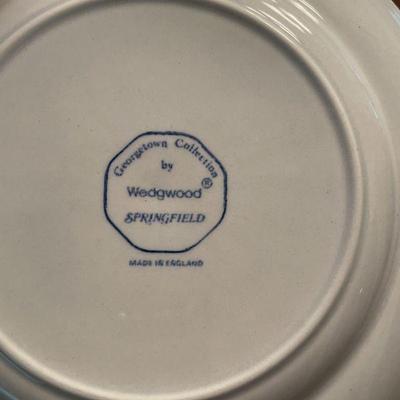 Georgetown Collection
by
Wedgwood®
SPRINGFIELD
MADE IN ENGLAND